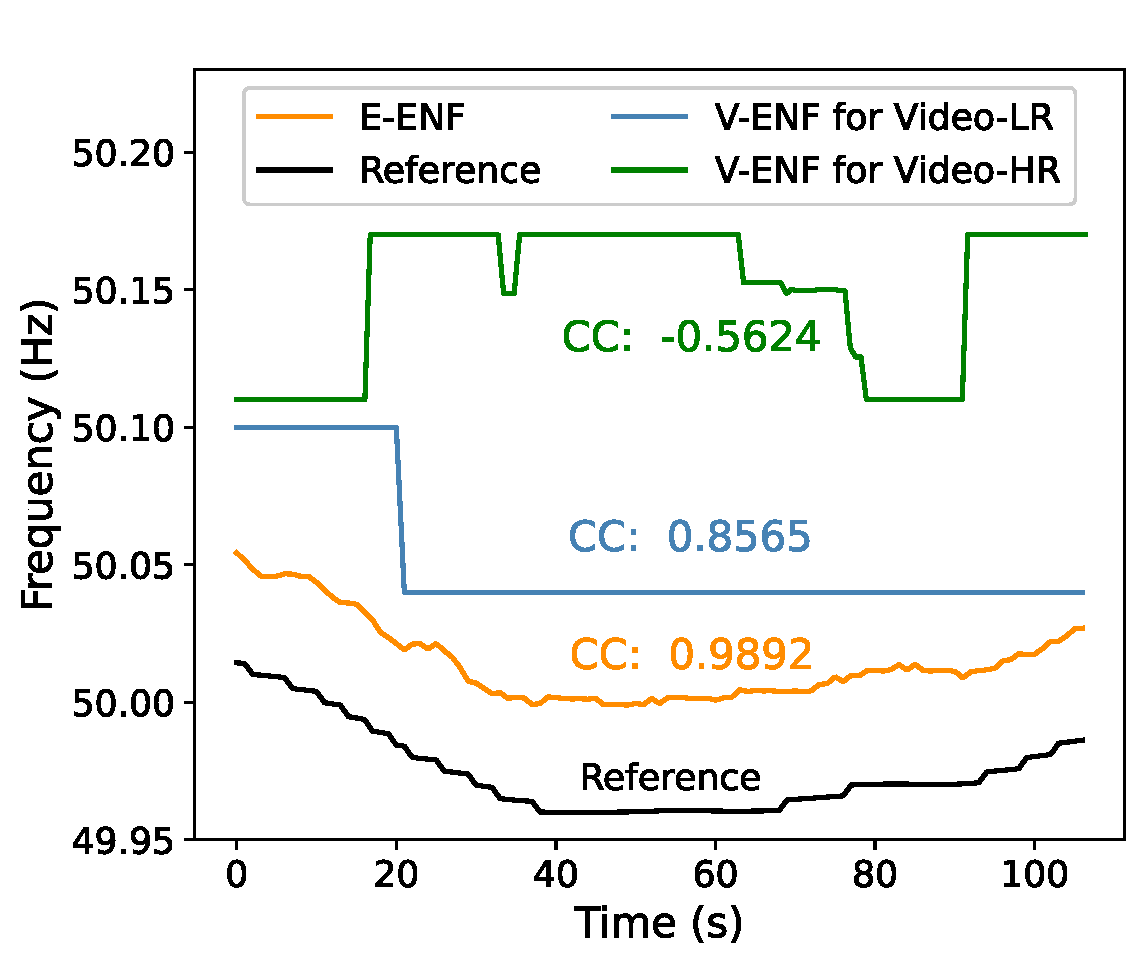 E-ENF
Reference
V-ENF for Video-LR
V-ENF for Video-HR
50.20
50.15
50.10
50.05
50.00
49.95
Frequency (Hz)
CC: -0.5624
CC: 0.8565
CC: 0.9892
Reference
0 20 40 60 80 100
Time (s)